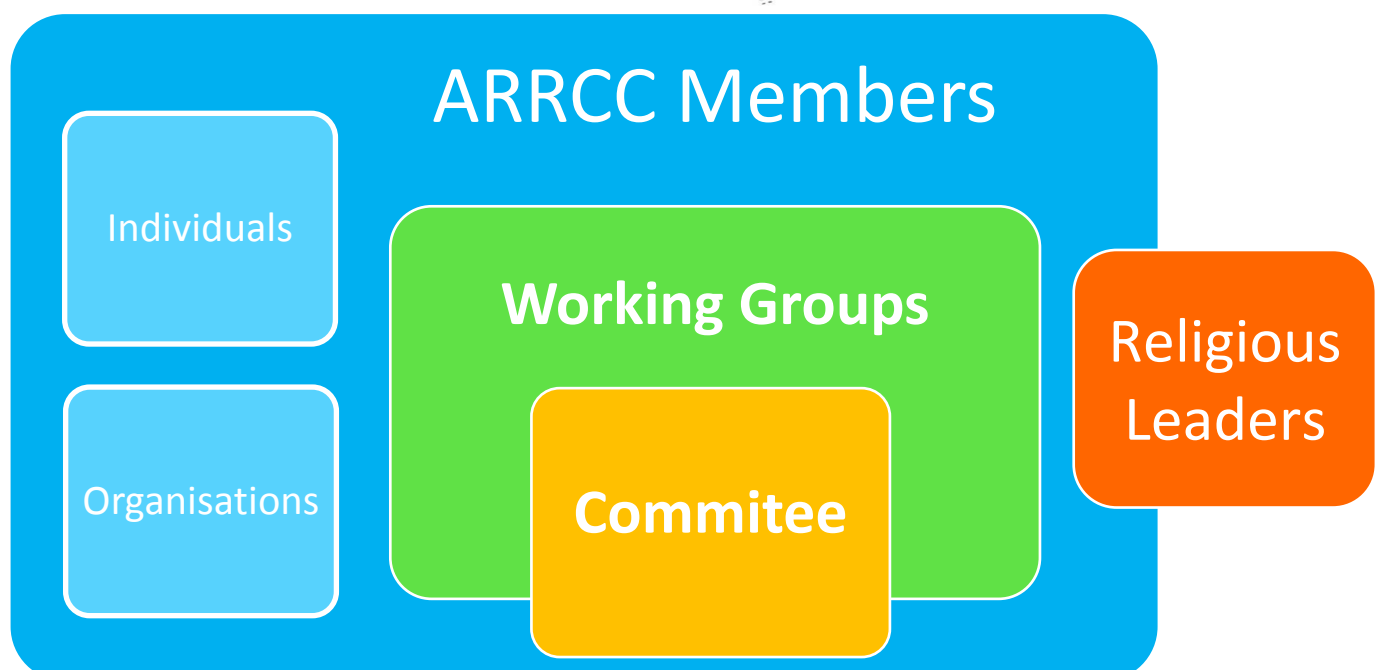 ARRCC Members
Individuals
Working Groups
Religious
Leaders
Organisations
Commitee